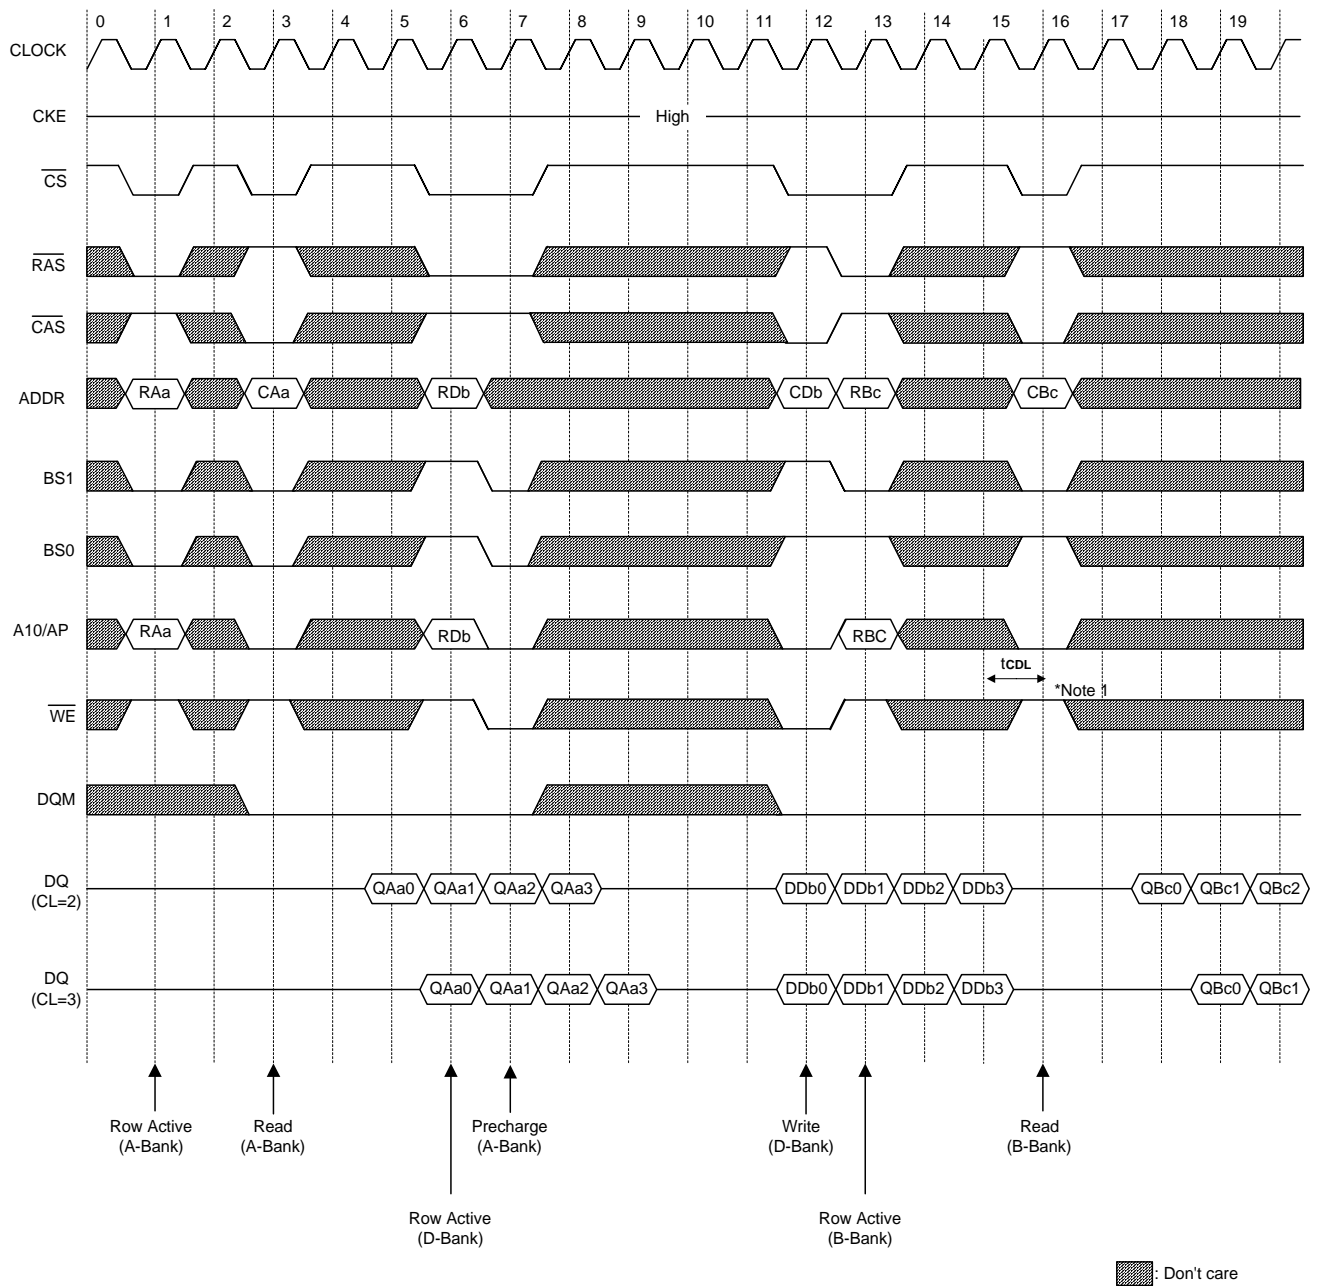 0 1 2 3 4 5 6 7 8 9 10 11 12 13 14 15 16 17 18 19
CLOCK
CKE High
CS
RAS
CAS
ADDR RAa CAa RDb CDb RBc CBc
BS1
BS0
A10/AP RAa RDb RBC
tCDL
*Note 1
WE
DQM
DQ
(CL=2) QAa0 QAa1 QAa2 QAa3 DDb0 DDb1 DDb2 DDb3 QBc0 QBc1 QBc2
DQ
(CL=3) QAa0 QAa1 QAa2 QAa3 DDb0 DDb1 DDb2 DDb3 QBc0 QBc1
Row Active
(A-Bank)
Read
(A-Bank)
Precharge
(A-Bank)
Write
(D-Bank)
Read
(B-Bank)
Row Active
(D-Bank)
Row Active
(B-Bank)
: Don't care